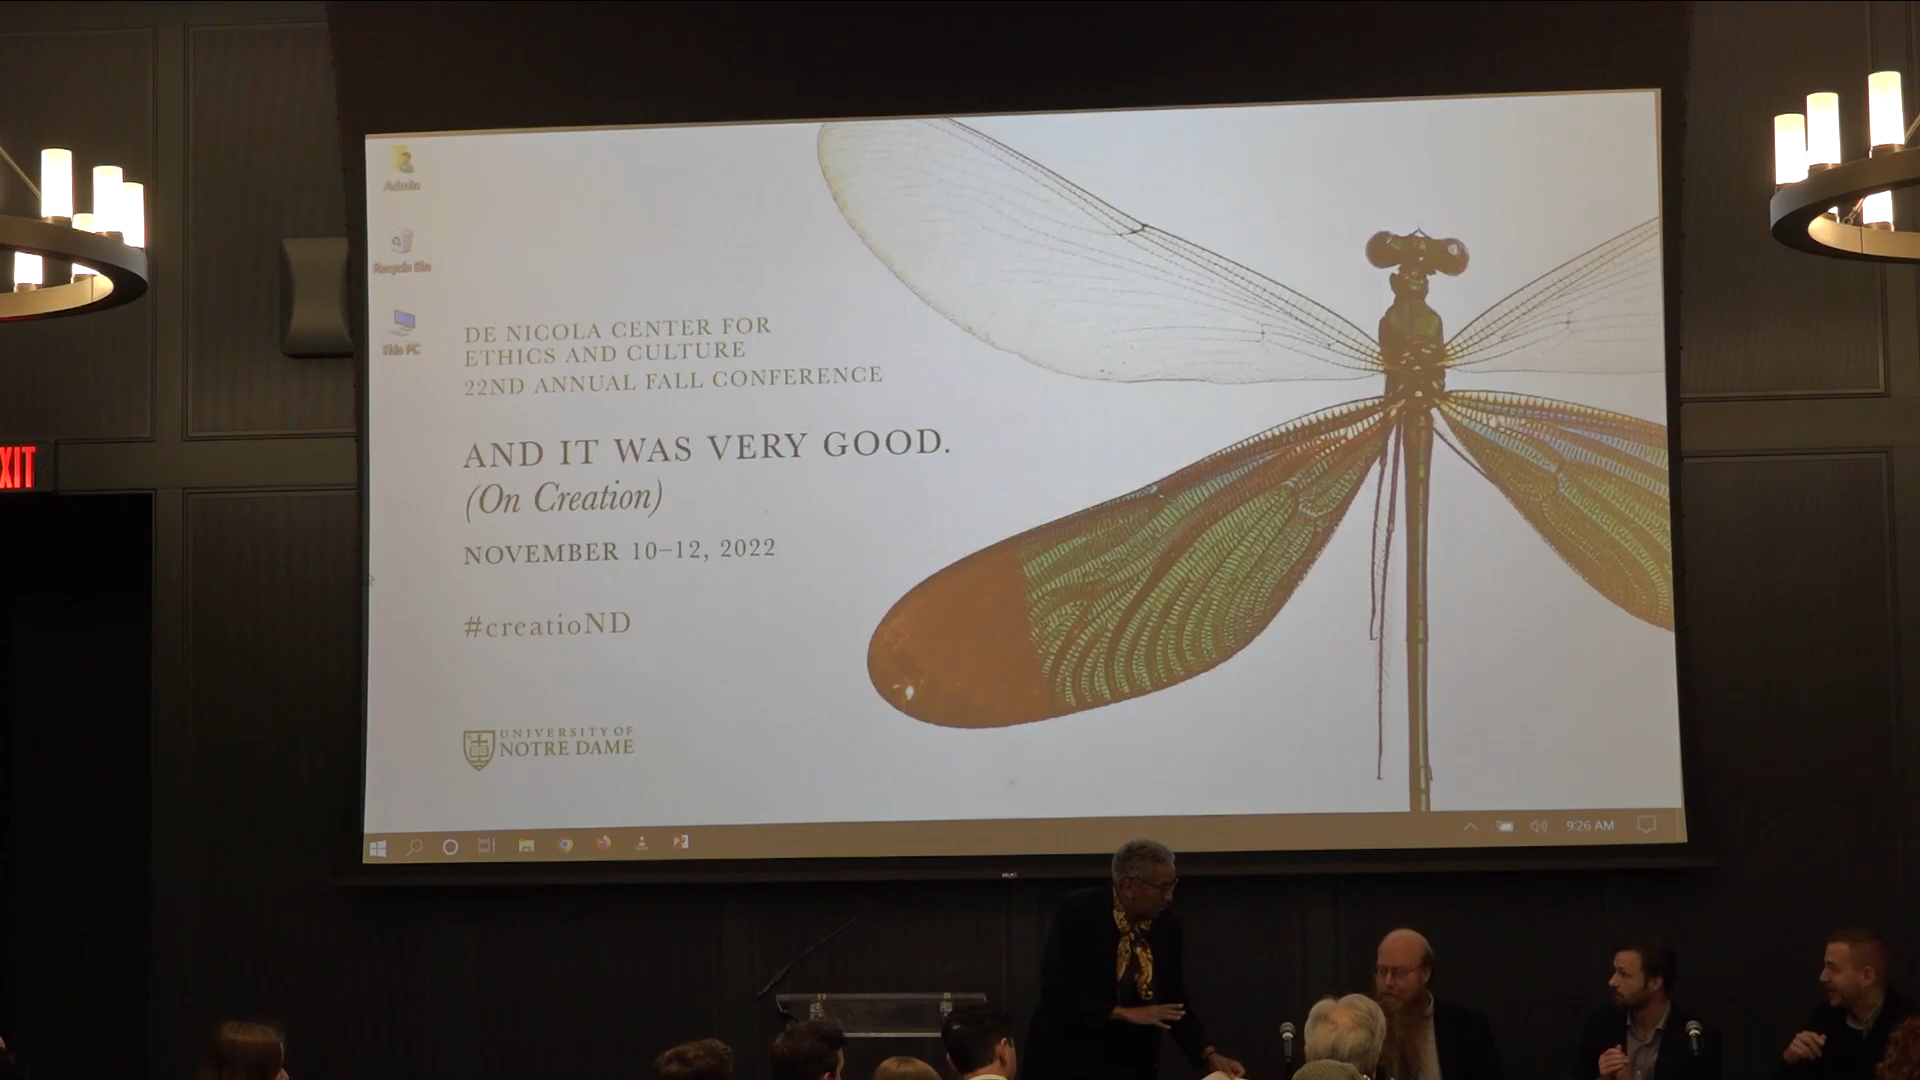 Admin
Recycle Bin
This PC
DE NICOLA CENTER FOR
ETHICS AND CULTURE
22ND ANNUAL FALL CONFERENCE
AND IT WAS VERY GOOD.
(On Creation)
NOVEMBER 10–12, 2022
#creatioND
UNIVERSITY OF
NOTRE DAME
9:26 AM
XIT